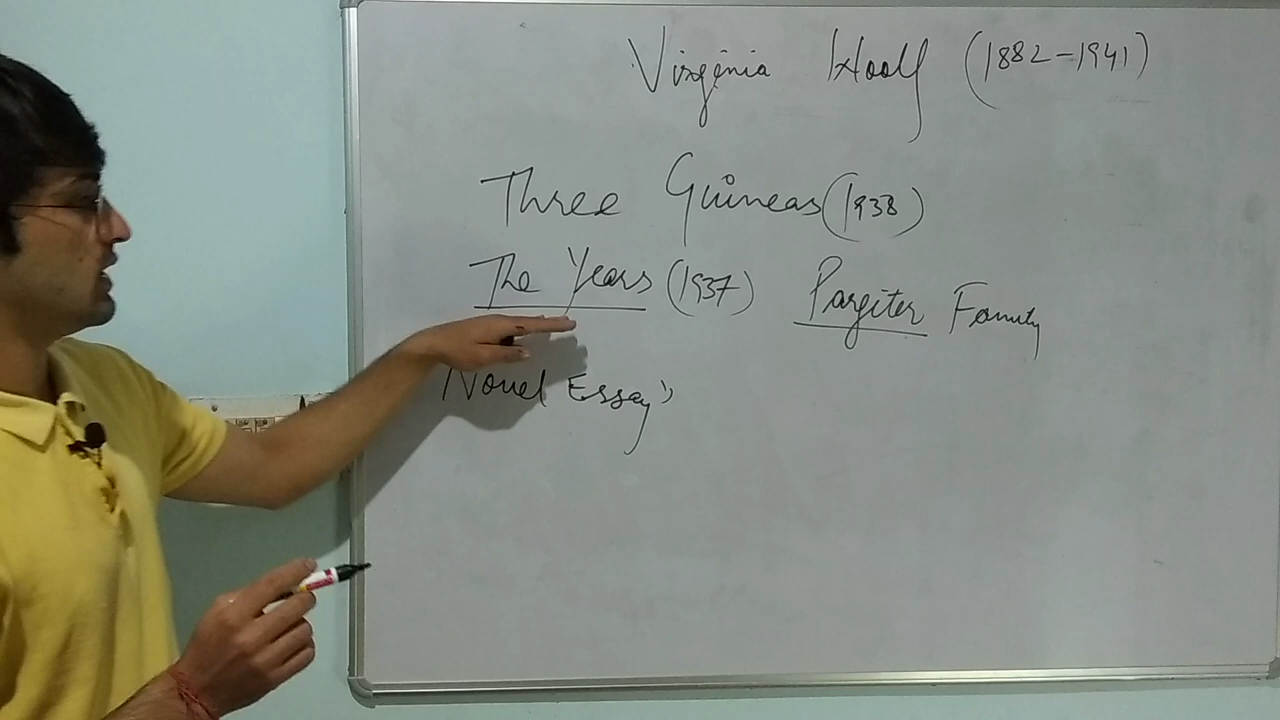 Virginia Woolf (1882-1941)
Three Guineas (1938)
The Years (1937) Pargiter Family
Novel Essay'